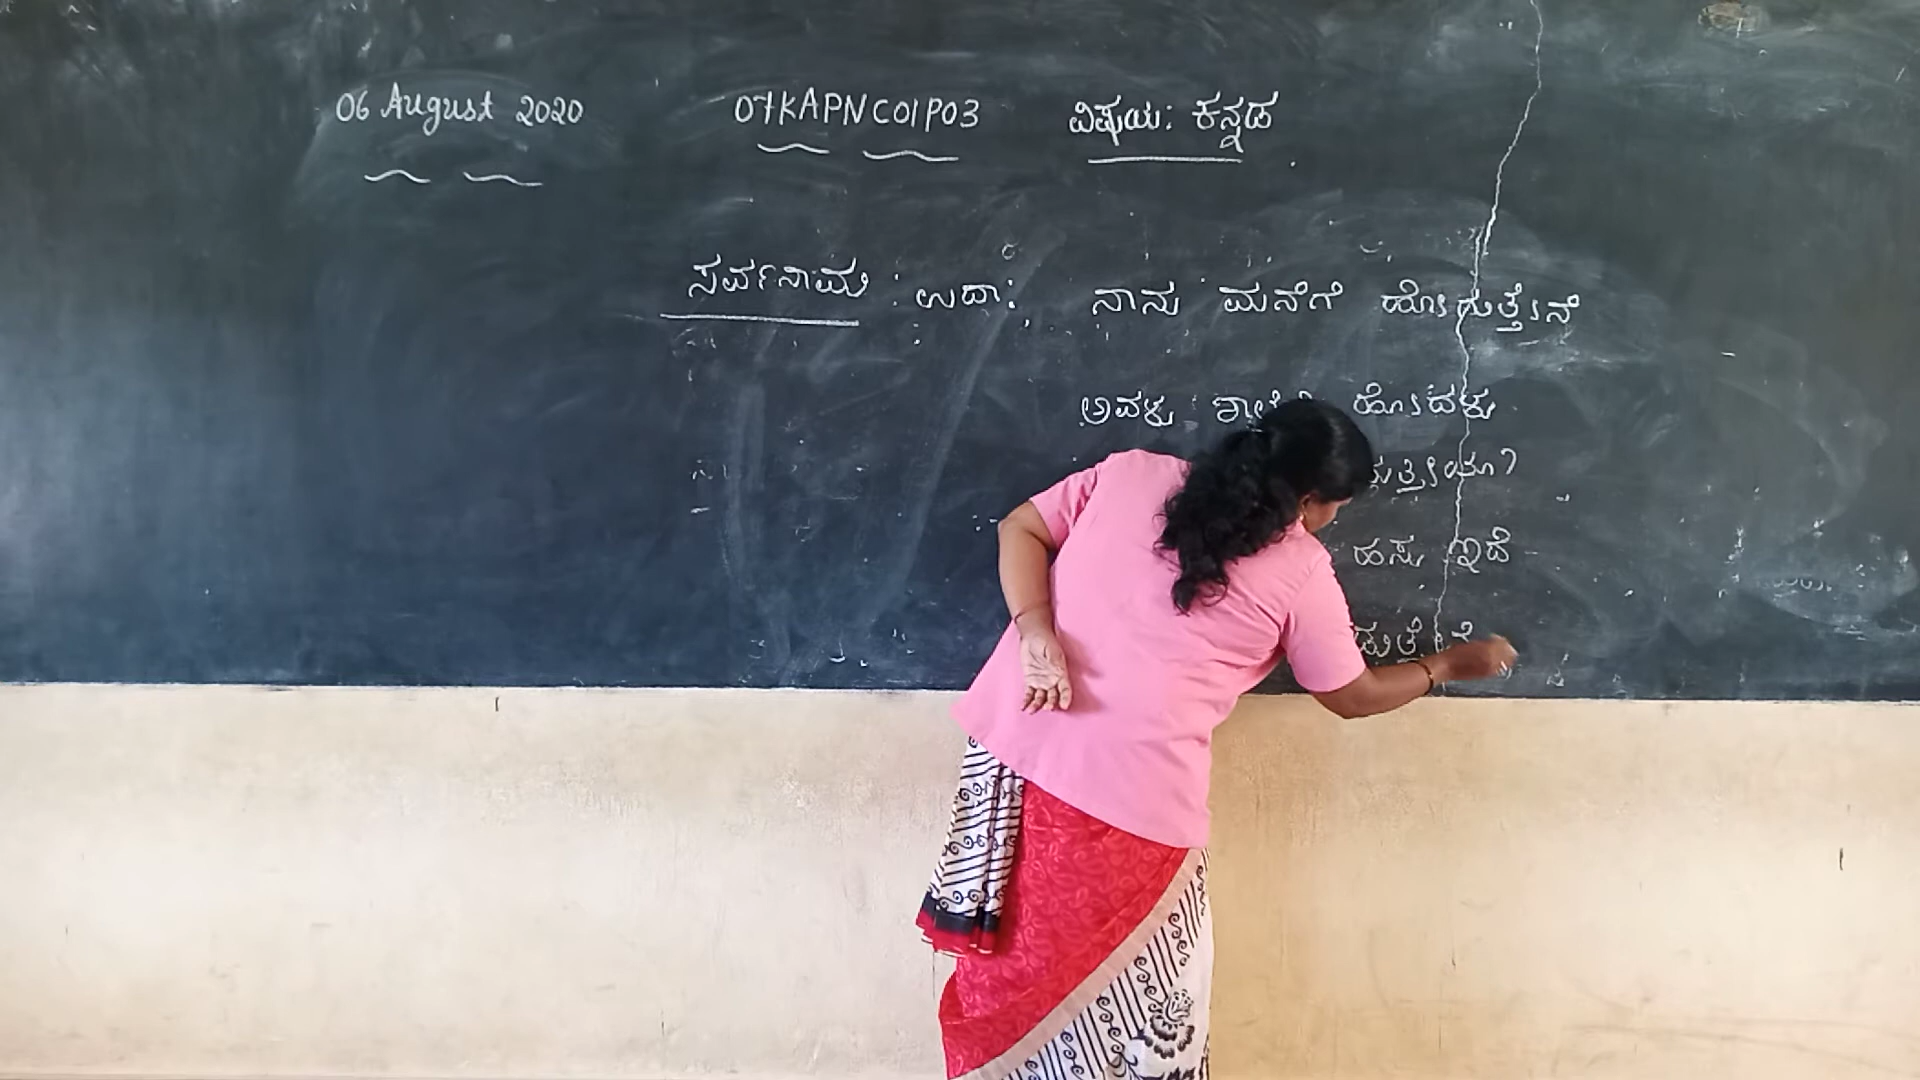 06 August 2020 07KAPNC01P03 ವಿಷಯ: ಕನ್ನಡ
ಸರ್ವನಾಮ : ಉದಾ: ನಾನು ಮನೆಗೆ ಹೋಗುತ್ತೇನೆ
ಅವಳು ಹೋದಳು
ಹಸು ಇದೆ